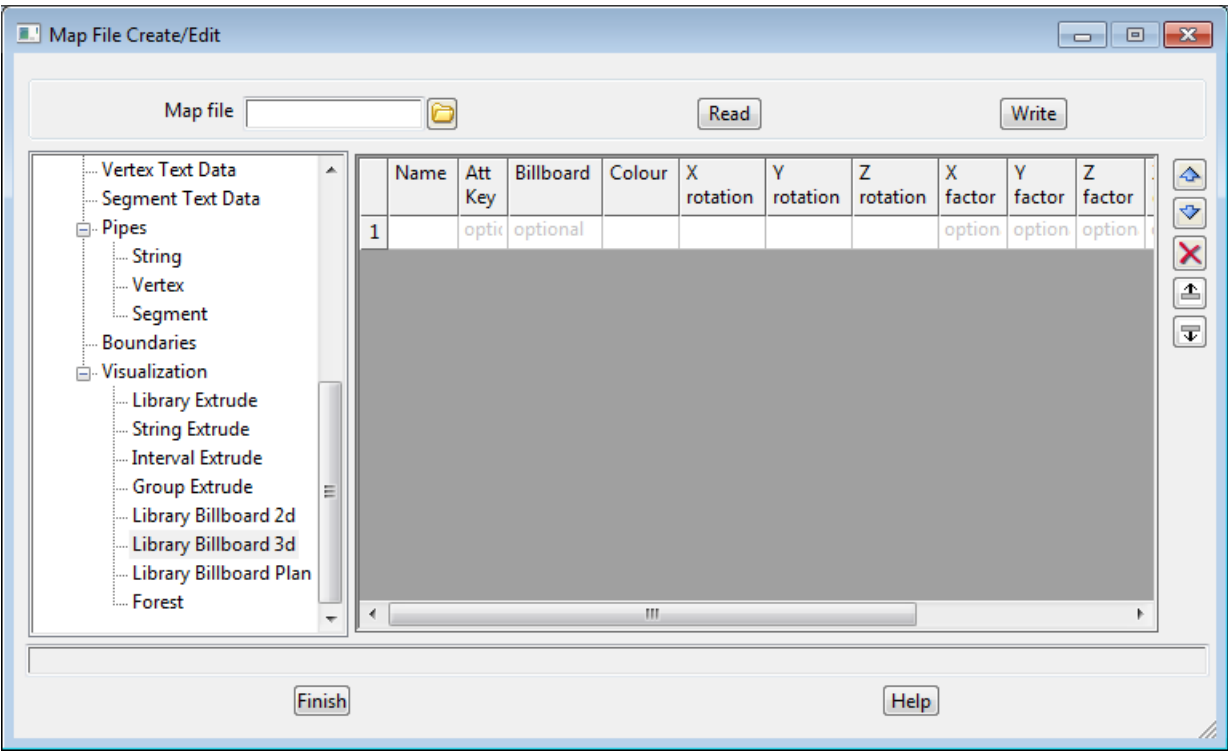 Map File Create/Edit
Map file Read Write
Vertex Text Data
Segment Text Data
Pipes
String
Vertex
Segment
Boundaries
Visualization
Library Extrude
String Extrude
Interval Extrude
Group Extrude
Library Billboard 2d
Library Billboard 3d
Library Billboard Plan
Forest
Name Att Key Billboard Colour X rotation Y rotation Z rotation X factor Y factor Z factor
1 optic optional option option option
Finish Help